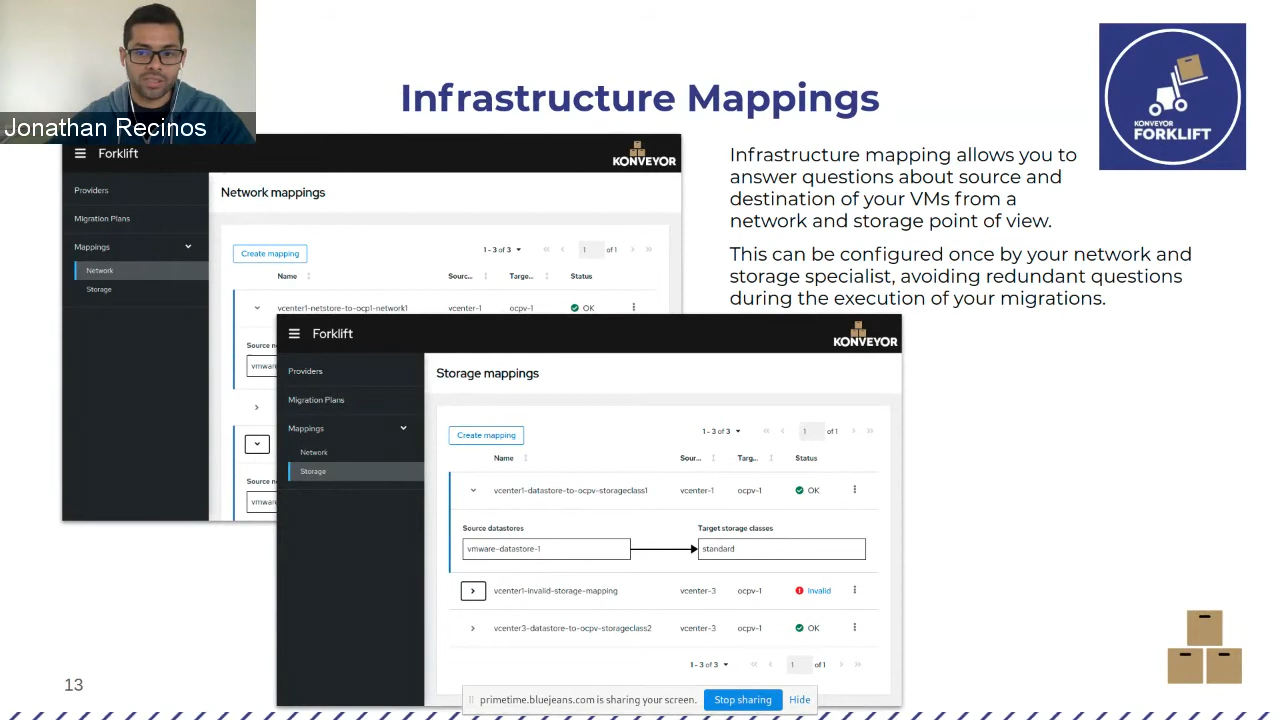 Jonathan Recinos
Infrastructure Mappings
KONVEYOR
FORKLIFT
Infrastructure mapping allows you to
answer questions about source and
destination of your VMs from a
network and storage point of view.
This can be configured once by your network and
storage specialist, avoiding redundant questions
during the execution of your migrations.
Forklift
KONVEYOR
Providers
Migration Plans
Mappings
Network
Storage
Network mappings
Create mapping
1 - 3 of 3
1 of 1
Name Sourc... Targe... Status
vcenter1-netstore-to-ocp1-network1 vcenter-1 ocpv-1 OK
Source ne
vmwar
Source ne
vmwar
Forklift
KONVEYOR
Providers
Migration Plans
Mappings
Network
Storage
Storage mappings
Create mapping
1 - 3 of 3
1 of 1
Name Sour... Targ... Status
vcenter1-datastore-to-ocpv-storageclass1 vcenter-1 ocpv-1 OK
Source datastores Target storage classes
vmware-datastore-1 standard
vcenter1-invalid-storage-mapping vcenter-3 ocpv-1 Invalid
vcenter3-datastore-to-ocpv-storageclass2 vcenter-3 ocpv-1 OK
1 - 3 of 3
1 of 1
primetime.bluejeans.com is sharing your screen. Stop sharing Hide
13